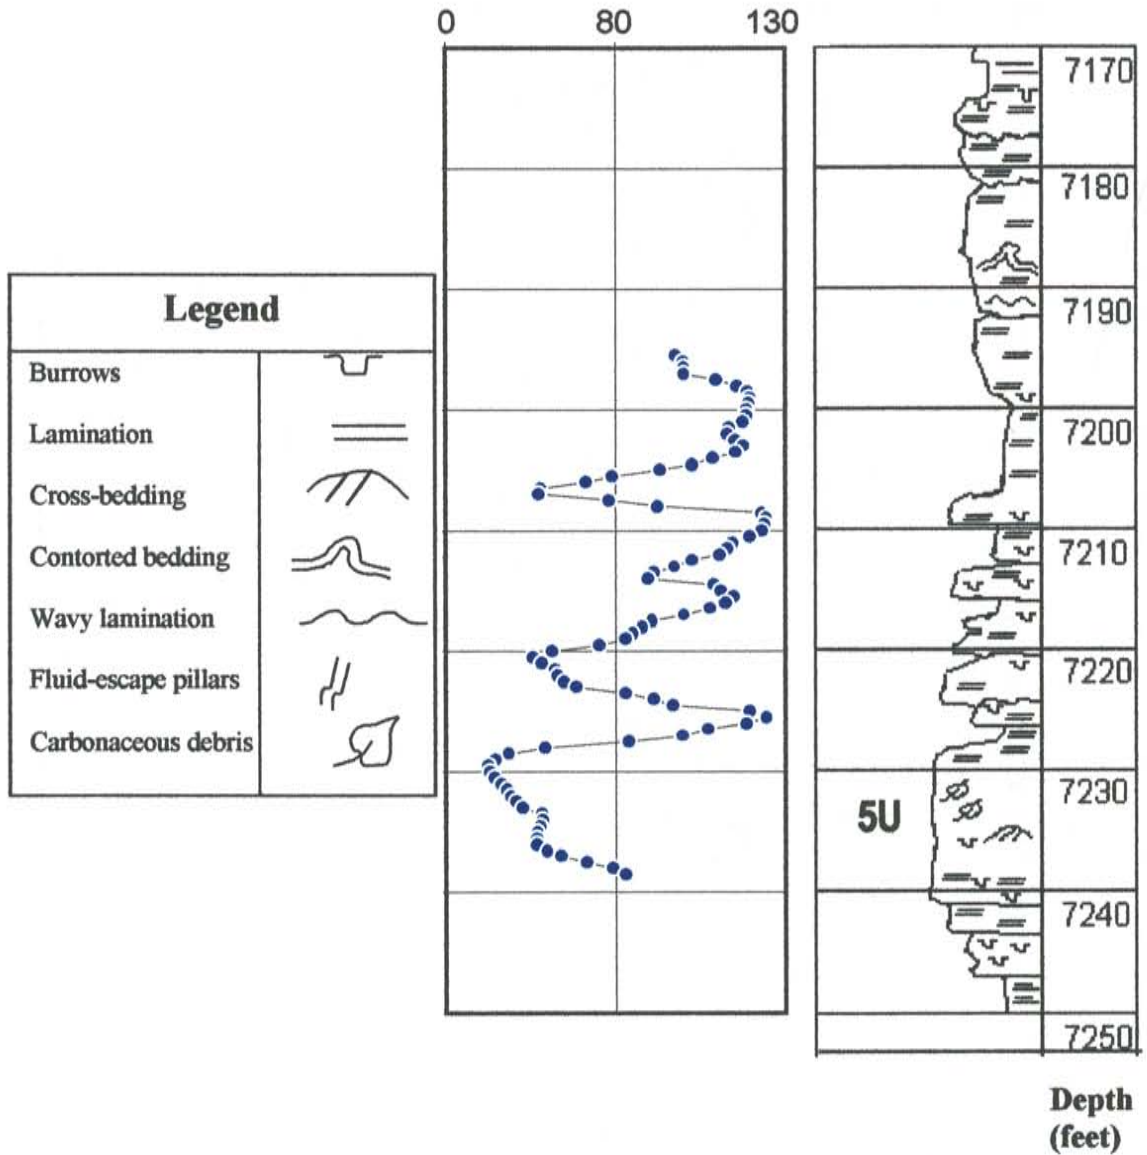 0 80 130
7170
7180
7190
7200
7210
7220
7230
7240
7250
5U
Legend
Burrows
Lamination
Cross-bedding
Contorted bedding
Wavy lamination
Fluid-escape pillars
Carbonaceous debris
Depth
(feet)